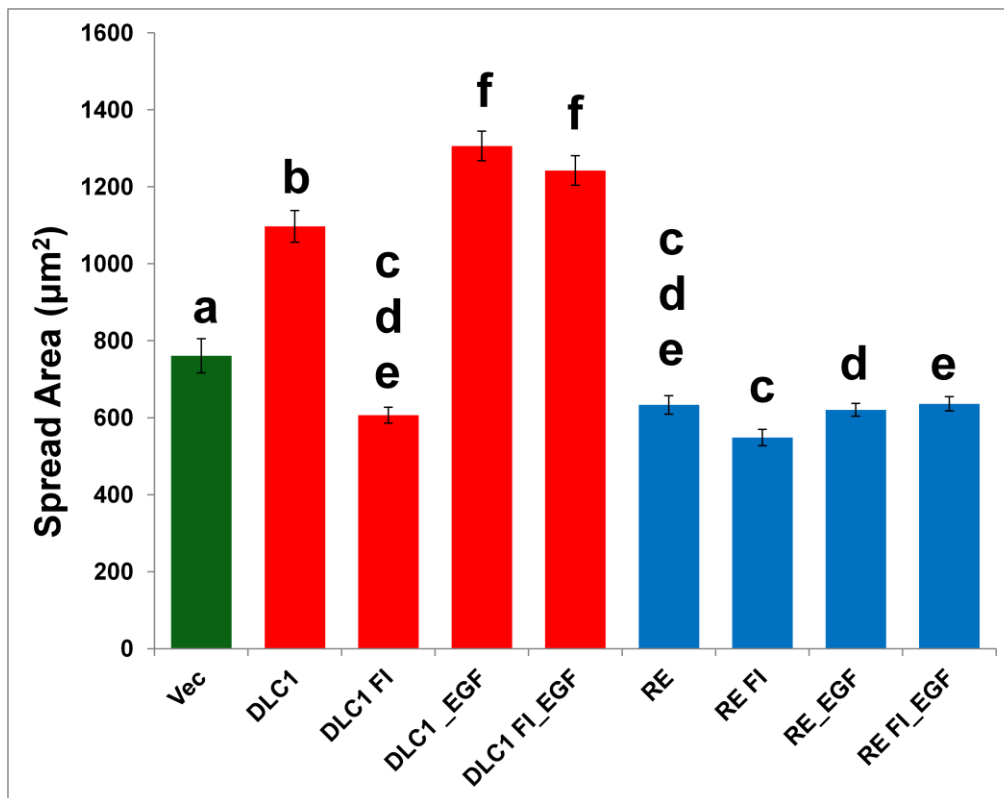 1600
1400
1200
1000
800
600
400
200
0
Spread Area (µm²)
a
b
c
d
e
f
f
c
d
e
c
d
e
Vec
DLC1
DLC1 FI
DLC1 _EGF
DLC1 FI_EGF
RE
RE FI
RE_EGF
RE FI_EGF